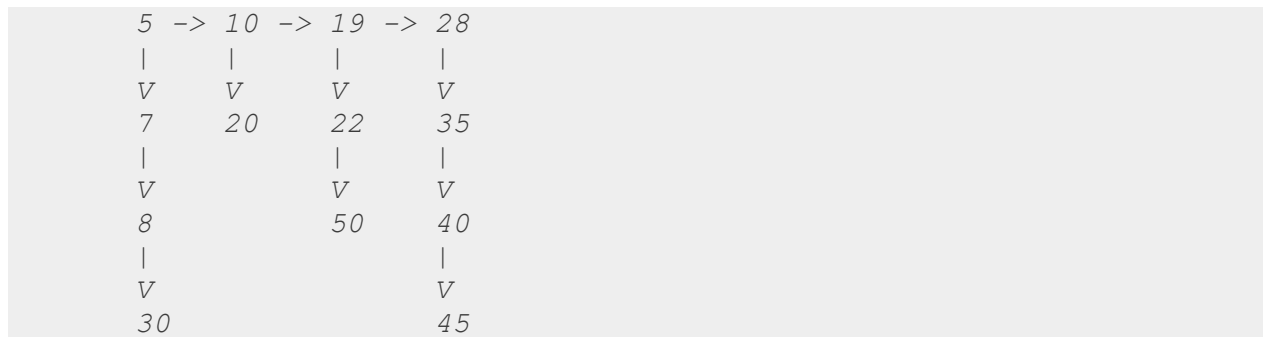 5 -> 10 -> 19 -> 28
|    |     |     |
V    V     V     V
7    20    22    35
|          |     |
V          V     V
8          50    40
|                |
V                V
30               45